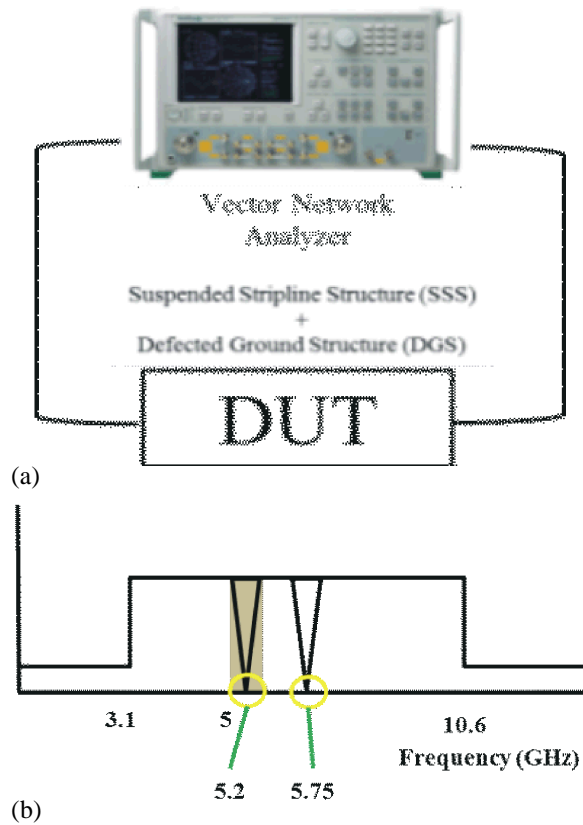 Vector Network
Analyzer
Suspended Stripline Structure (SSS)
+
Defected Ground Structure (DGS)
DUT
(a)
3.1
5
10.6
Frequency (GHz)
5.2
5.75
(b)